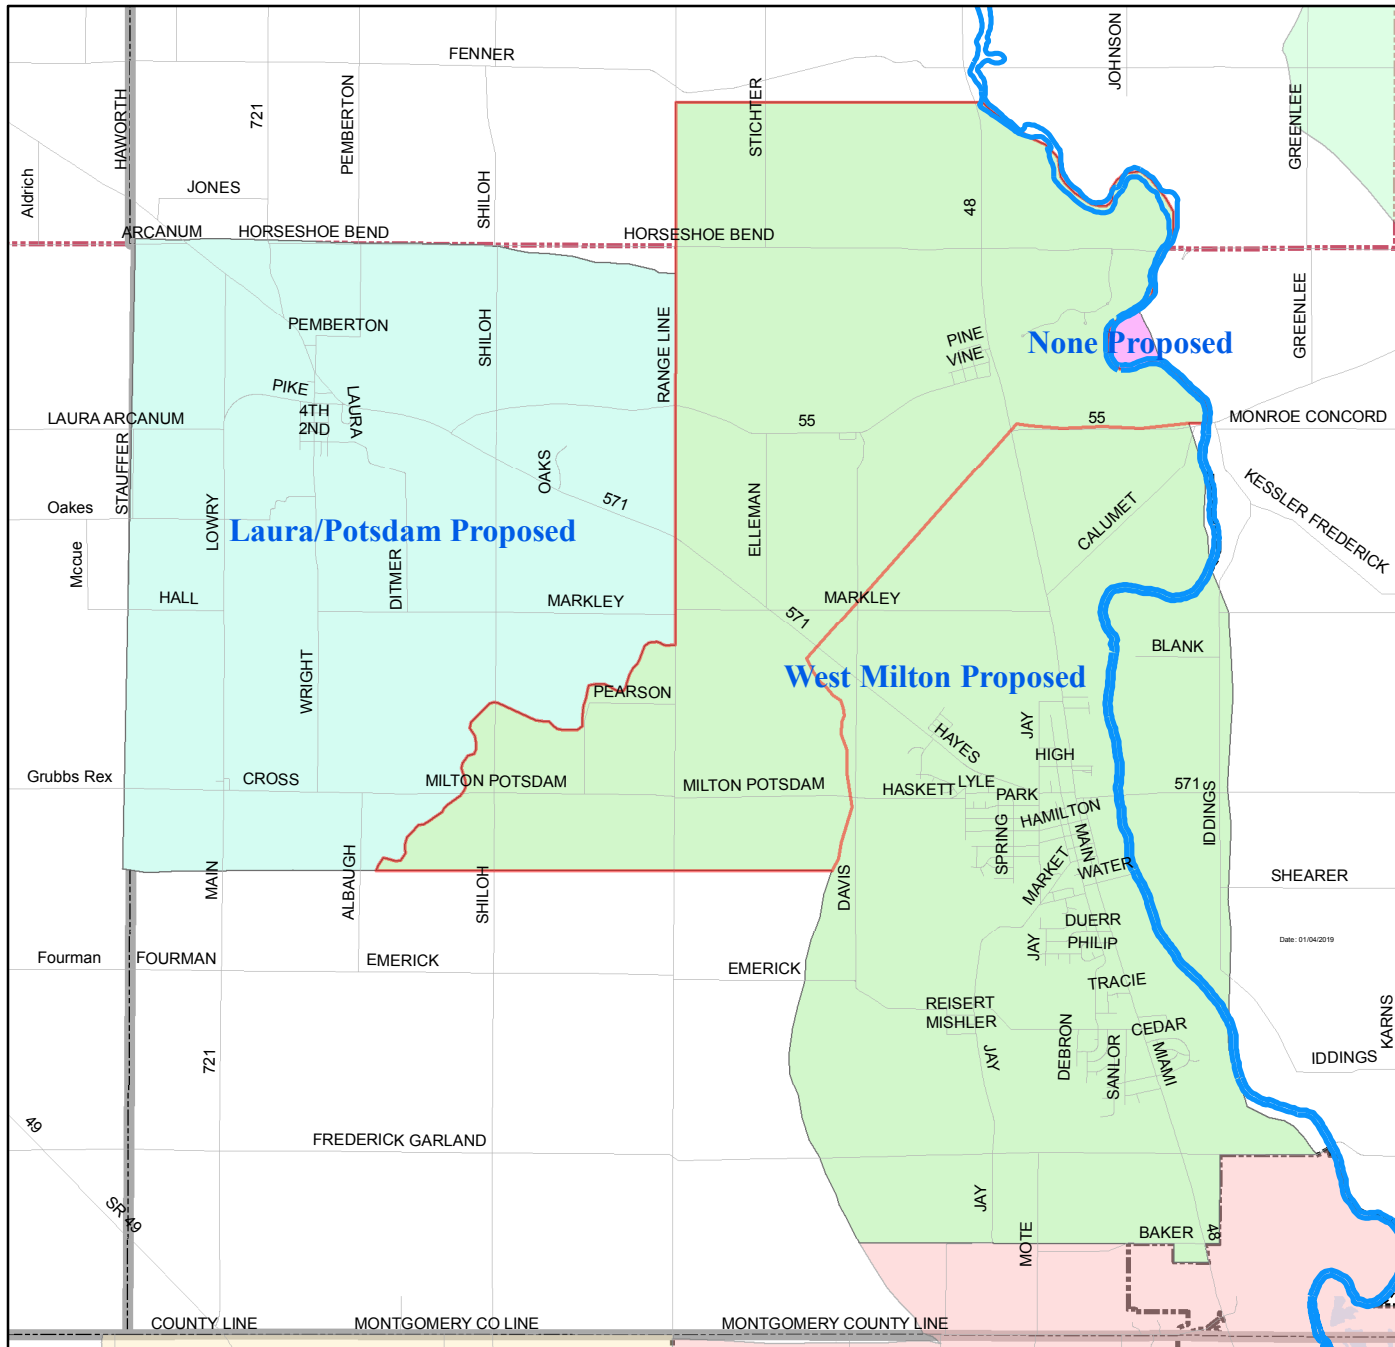 FENNER
JOHNSON
HAWORTH
721
PEMBERTON
STICHTER
GREENLEE
Aldrich
JONES
SHILOH
48
ARCANUM
HORSESHOE BEND
HORSESHOE BEND
PEMBERTON
SHILOH
RANGE LINE
PINE
VINE
None Proposed
GREENLEE
PIKE
LAURA
4TH
2ND
LAURA ARCANUM
55
55
MONROE CONCORD
STAUFFER
OAKS
571
Oakes
LOWRY
Laura/Potsdam Proposed
ELLEMAN
CALUMET
KESSLER FREDERICK
Mccue
DITMER
HALL
MARKLEY
MARKLEY
571
WRIGHT
PEARSON
West Milton Proposed
BLANK
JAY
HAYES
HIGH
Grubbs Rex
CROSS
MILTON POTSDAM
MILTON POTSDAM
HASKETT
LYLE
PARK
571
IDDINGS
HAMILTON
SPRING
MAIN
MARKET
WATER
MAIN
ALBAUGH
SHILOH
DAVIS
SHEARER
DUERR
JAY
PHILIP
Date: 01/04/2019
Fourman
FOURMAN
EMERICK
EMERICK
TRACIE
REISERT
MISHLER
CEDAR
KARNS
721
JAY
DEBRON
SANLOR
MIAMI
IDDINGS
49
FREDERICK GARLAND
SR 49
JAY
MOTE
BAKER
48
COUNTY LINE
MONTGOMERY CO LINE
MONTGOMERY COUNTY LINE